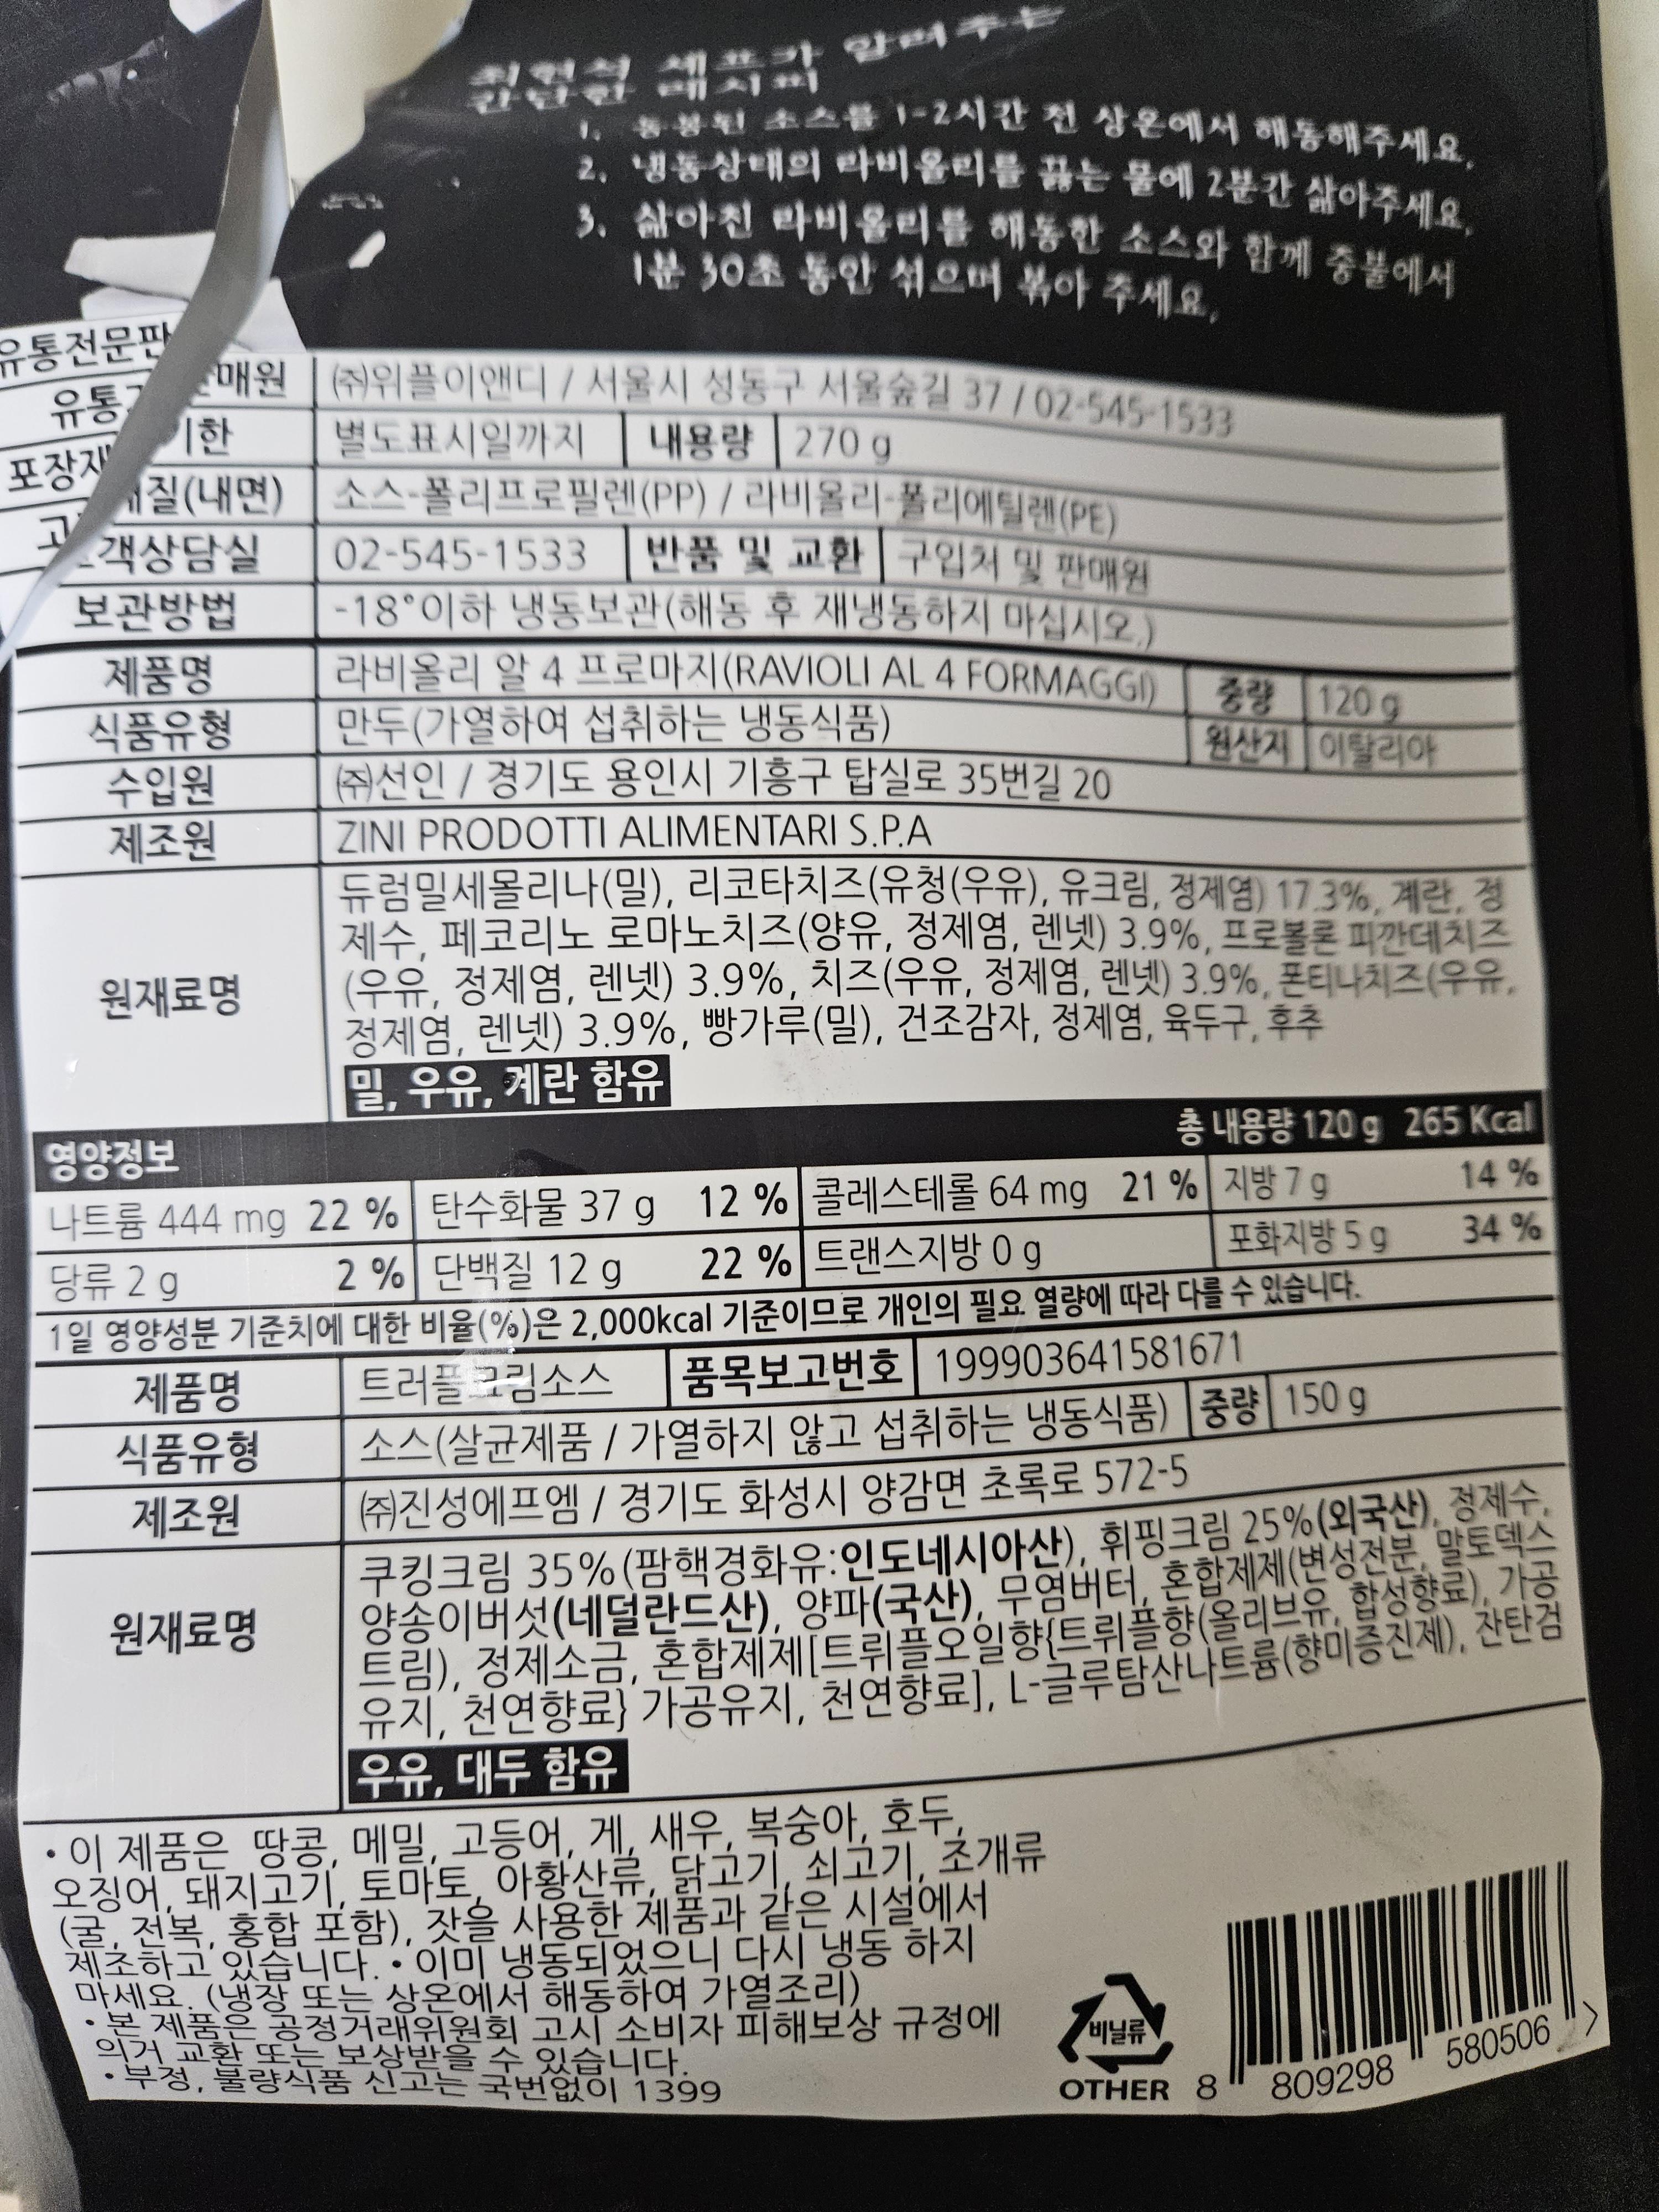 최현석 셰프가 알려주는
간단한 레시피
1. 동봉된 소스를 1-2시간 전 상온에서 해동해주세요.
2. 냉동상태의 라비올리를 끓는 물에 2분간 삶아주세요.
3. 삶아진 라비올리를 해동한 소스와 함께 중불에서
1분 30초 동안 섞으며 볶아 주세요.
유통전문판매원 ㈜위플이앤디 / 서울시 성동구 서울숲길 37 / 02-545-1533
유통기한 별도표시일까지 내용량 270 g
포장재질(내면) 소스-폴리프로필렌(PP) / 라비올리-폴리에틸렌(PE)
고객상담실 02-545-1533 반품 및 교환 구입처 및 판매원
보관방법 -18°이하 냉동보관(해동 후 재냉동하지 마십시오.)
제품명 라비올리 알 4 프로마지(RAVIOLI AL 4 FORMAGGI) 중량 120 g
식품유형 만두(가열하여 섭취하는 냉동식품) 원산지 이탈리아
수입원 ㈜선인 / 경기도 용인시 기흥구 탑실로 35번길 20
제조원 ZINI PRODOTTI ALIMENTARI S.P.A
원재료명 듀럼밀세몰리나(밀), 리코타치즈(유청(우유), 유크림, 정제염) 17.3%, 계란, 정
제수, 페코리노 로마노치즈(양유, 정제염, 렌넷) 3.9%, 프로볼론 피깐데치즈
(우유, 정제염, 렌넷) 3.9%, 치즈(우유, 정제염, 렌넷) 3.9%, 폰티나치즈(우유,
정제염, 렌넷) 3.9%, 빵가루(밀), 건조감자, 정제염, 육두구, 후추
밀, 우유, 계란 함유
영양정보 총 내용량 120 g 265 Kcal
나트륨 444 mg 22 % 탄수화물 37 g 12 % 콜레스테롤 64 mg 21 % 지방 7 g 14 %
당류 2 g 2 % 단백질 12 g 22 % 트랜스지방 0 g 포화지방 5 g 34 %
1일 영양성분 기준치에 대한 비율(%)은 2,000kcal 기준이므로 개인의 필요 열량에 따라 다를 수 있습니다.
제품명 트러플크림소스 품목보고번호 199903641581671
식품유형 소스(살균제품 / 가열하지 않고 섭취하는 냉동식품) 중량 150 g
제조원 ㈜진성에프엠 / 경기도 화성시 양감면 초록로 572-5
원재료명 쿠킹크림 35%(팜핵경화유:인도네시아산), 휘핑크림 25%(외국산), 정제수,
양송이버섯(네덜란드산), 양파(국산), 무염버터, 혼합제제(변성전분, 말토덱스
트림), 정제소금, 혼합제제[트뤼플오일향{트뤼플향(올리브유, 합성향료), 가공
유지, 천연향료} 가공유지, 천연향료], L-글루탐산나트륨(향미증진제), 잔탄검
우유, 대두 함유
• 이 제품은 땅콩, 메밀, 고등어, 게, 새우, 복숭아, 호두,
오징어, 돼지고기, 토마토, 아황산류, 닭고기, 쇠고기, 조개류
(굴, 전복, 홍합 포함), 잣을 사용한 제품과 같은 시설에서
제조하고 있습니다. • 이미 냉동되었으니 다시 냉동 하지
마세요. (냉장 또는 상온에서 해동하여 가열조리)
• 본 제품은 공정거래위원회 고시 소비자 피해보상 규정에
의거 교환 또는 보상받을 수 있습니다.
• 부정, 불량식품 신고는 국번없이 1399
비닐류
OTHER
8 809298 580506 >